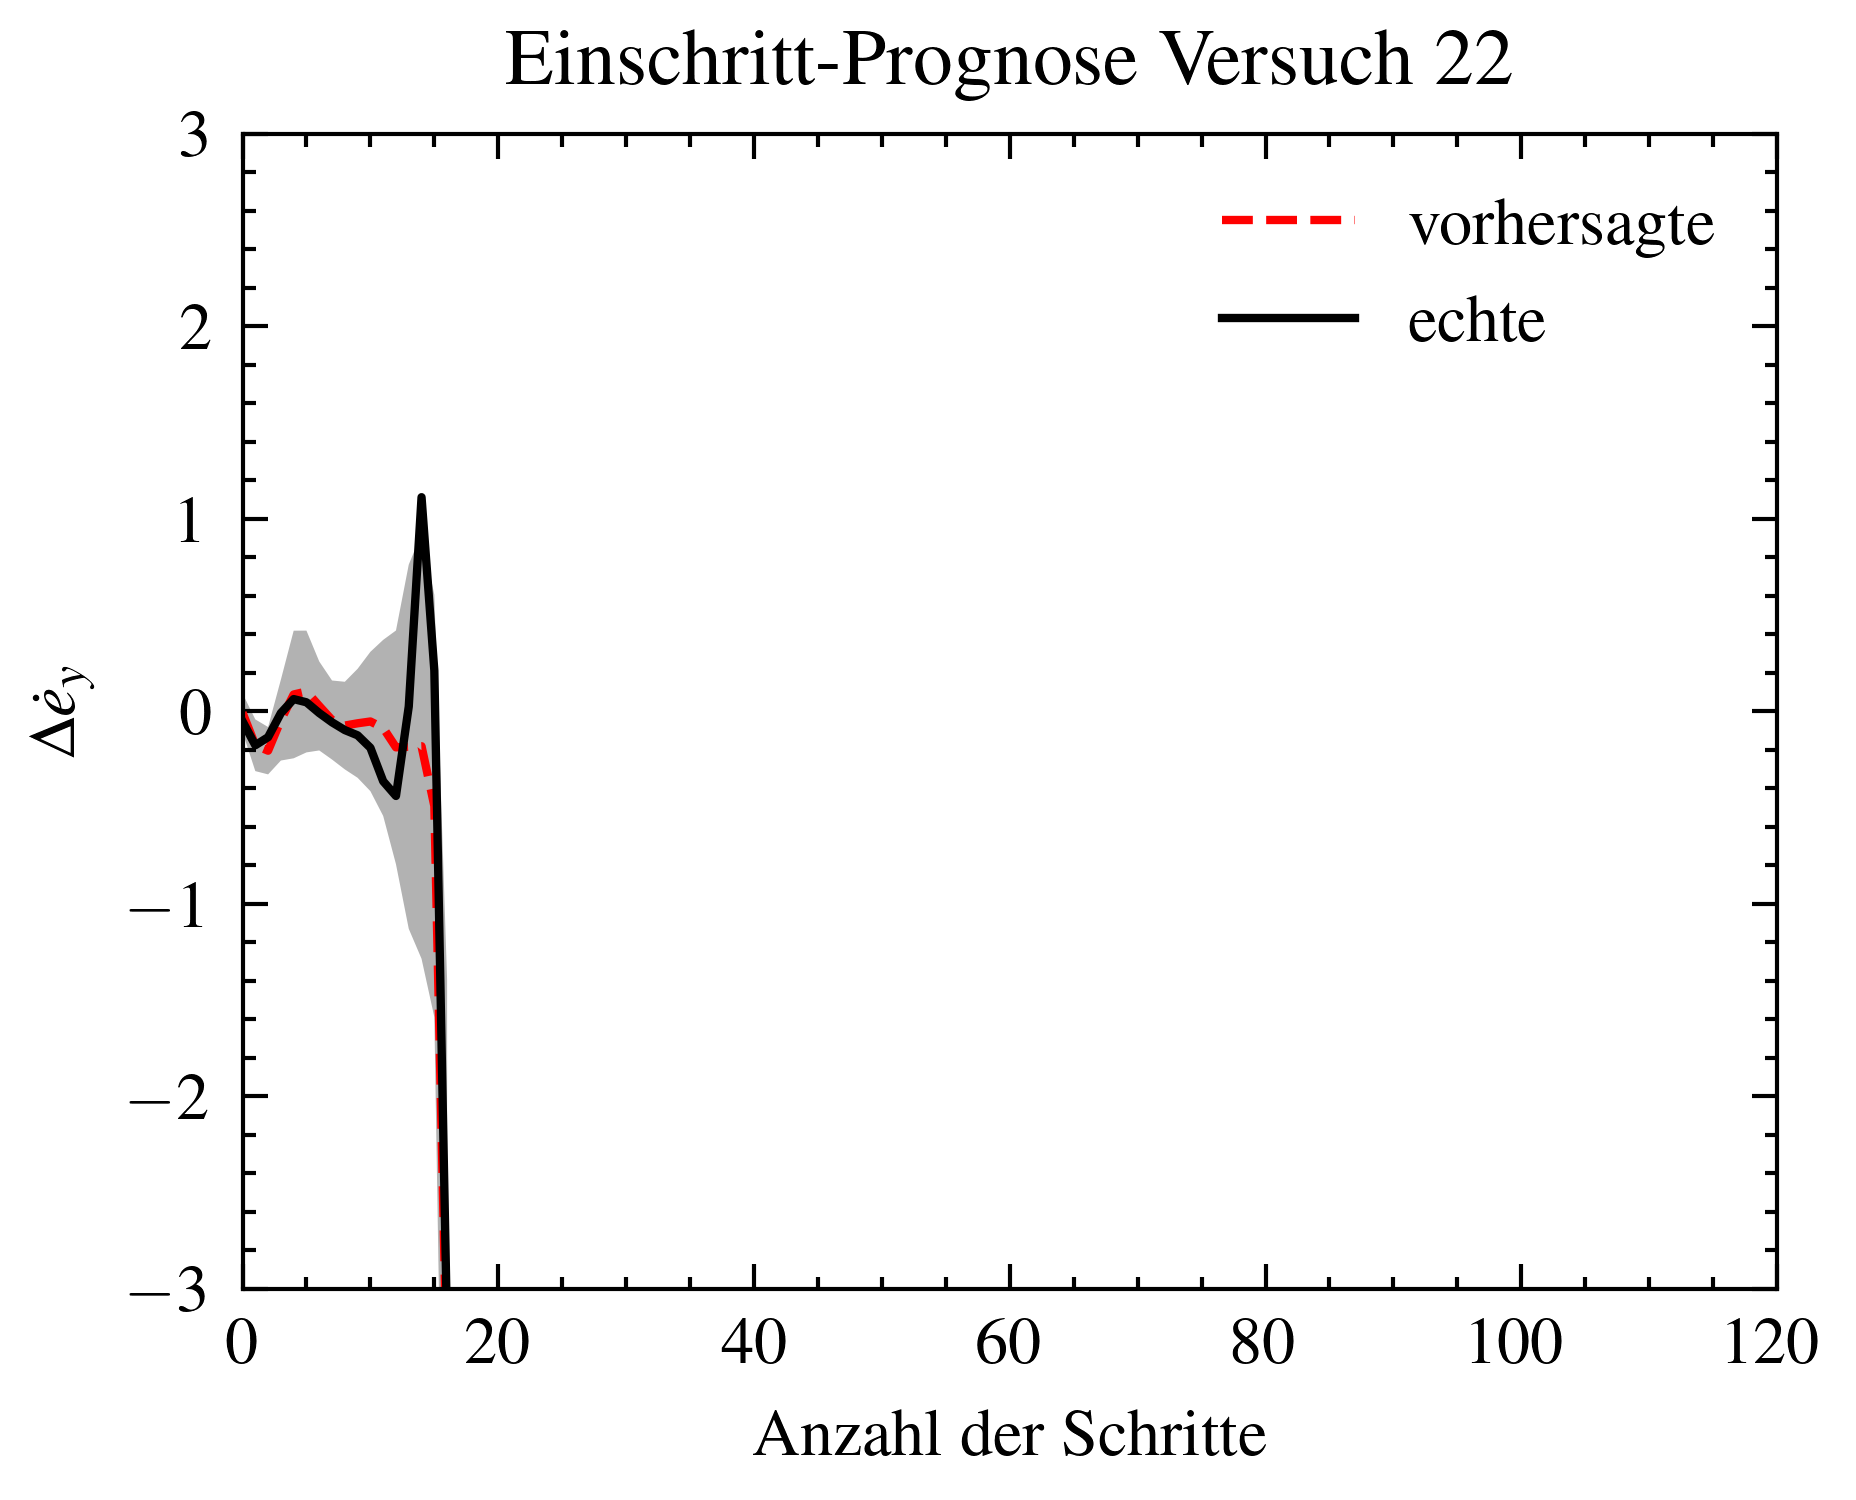 Einschritt-Prognose Versuch 22
3
2
1
0
−1
−2
−3
Δėy
vorhersagte
echte
0 20 40 60 80 100 120
Anzahl der Schritte